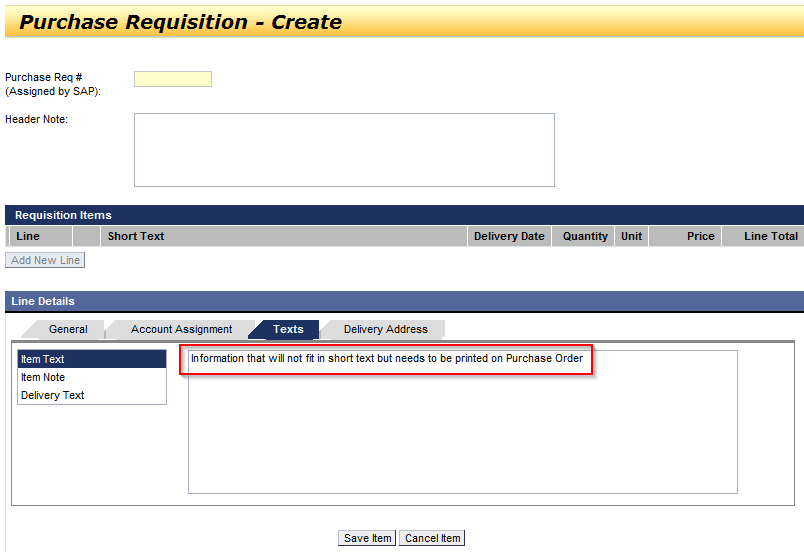 Purchase Requisition - Create
Purchase Req #
(Assigned by SAP):
Header Note:
Requisition Items
Line Short Text Delivery Date Quantity Unit Price Line Total
Add New Line
Line Details
General Account Assignment Texts Delivery Address
Item Text
Item Note
Delivery Text
Information that will not fit in short text but needs to be printed on Purchase Order
Save Item Cancel Item